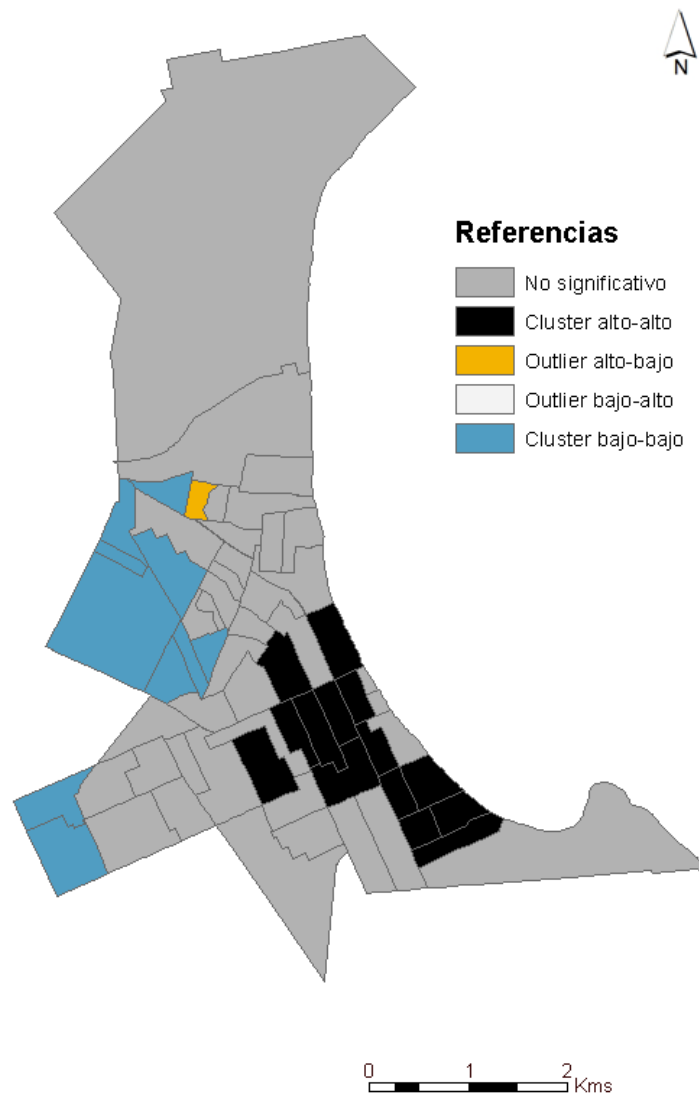 N
Referencias
No significativo
Cluster alto-alto
Outlier alto-bajo
Outlier bajo-alto
Cluster bajo-bajo
0 1 2
Kms